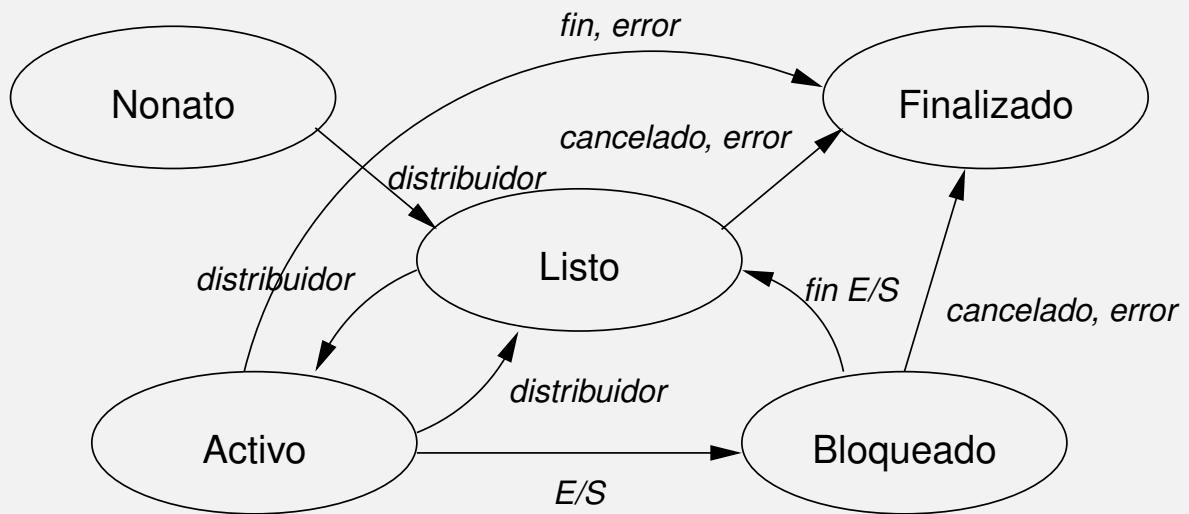 fin, error
Nonato
Finalizado
cancelado, error
distribuidor
Listo
distribuidor
fin E/S
cancelado, error
distribuidor
Activo
Bloqueado
E/S